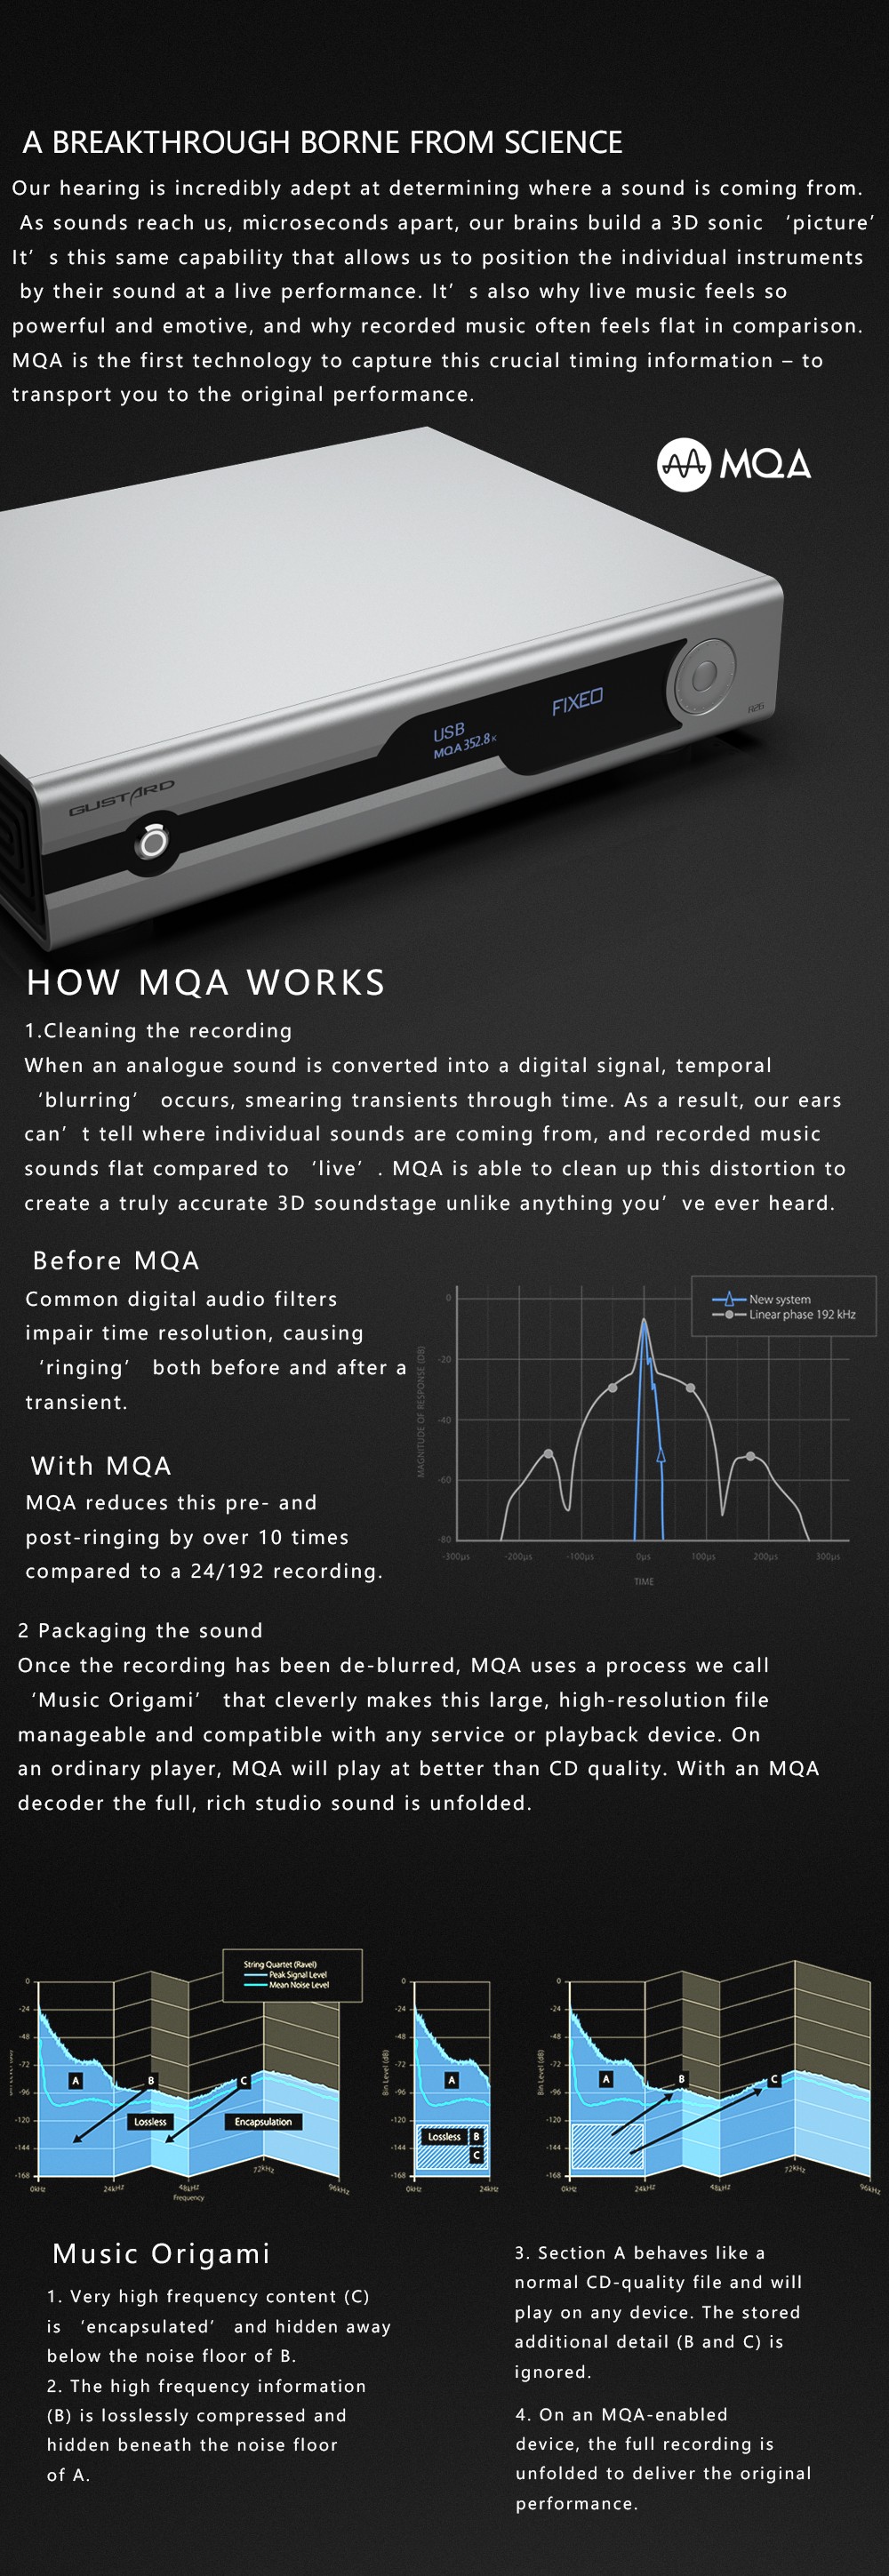 A BREAKTHROUGH BORNE FROM SCIENCE
Our hearing is incredibly adept at determining where a sound is coming from.
As sounds reach us, microseconds apart, our brains build a 3D sonic ‘picture’
It’ s this same capability that allows us to position the individual instruments
by their sound at a live performance. It’ s also why live music feels so
powerful and emotive, and why recorded music often feels flat in comparison.
MQA is the first technology to capture this crucial timing information – to
transport you to the original performance.
MQA
FIXED
USB
MQA 352.8K
R26
GUSTARD
HOW MQA WORKS
1.Cleaning the recording
When an analogue sound is converted into a digital signal, temporal
‘blurring’ occurs, smearing transients through time. As a result, our ears
can’ t tell where individual sounds are coming from, and recorded music
sounds flat compared to ‘live’ . MQA is able to clean up this distortion to
create a truly accurate 3D soundstage unlike anything you’ ve ever heard.
Before MQA
Common digital audio filters
impair time resolution, causing
‘ringing’ both before and after a
transient.
With MQA
MQA reduces this pre- and
post-ringing by over 10 times
compared to a 24/192 recording.
New system
Linear phase 192 kHz
MAGNITUDE OF RESPONSE (DB)
0
-20
-40
-60
-80
-300µs -200µs -100µs 0µs 100µs 200µs 300µs
TIME
2 Packaging the sound
Once the recording has been de-blurred, MQA uses a process we call
‘Music Origami’ that cleverly makes this large, high-resolution file
manageable and compatible with any service or playback device. On
an ordinary player, MQA will play at better than CD quality. With an MQA
decoder the full, rich studio sound is unfolded.
String Quartet (Ravel)
Peak Signal Level
Mean Noise Level
0
-24
-48
-72
-96
-120
-144
-168
A
B
C
Lossless
Encapsulation
0kHz 24kHz 48kHz 72kHz 96kHz
Frequency
Bin Level (dB)
0
-24
-48
-72
-96
-120
-144
-168
A
Lossless B
C
0kHz 24kHz
Bin Level (dB)
0
-24
-48
-72
-96
-120
-144
-168
A
B
C
0kHz 24kHz 48kHz 72kHz 96kHz
Music Origami
1. Very high frequency content (C)
is ‘encapsulated’ and hidden away
below the noise floor of B.
2. The high frequency information
(B) is losslessly compressed and
hidden beneath the noise floor
of A.
3. Section A behaves like a
normal CD-quality file and will
play on any device. The stored
additional detail (B and C) is
ignored.
4. On an MQA-enabled
device, the full recording is
unfolded to deliver the original
performance.